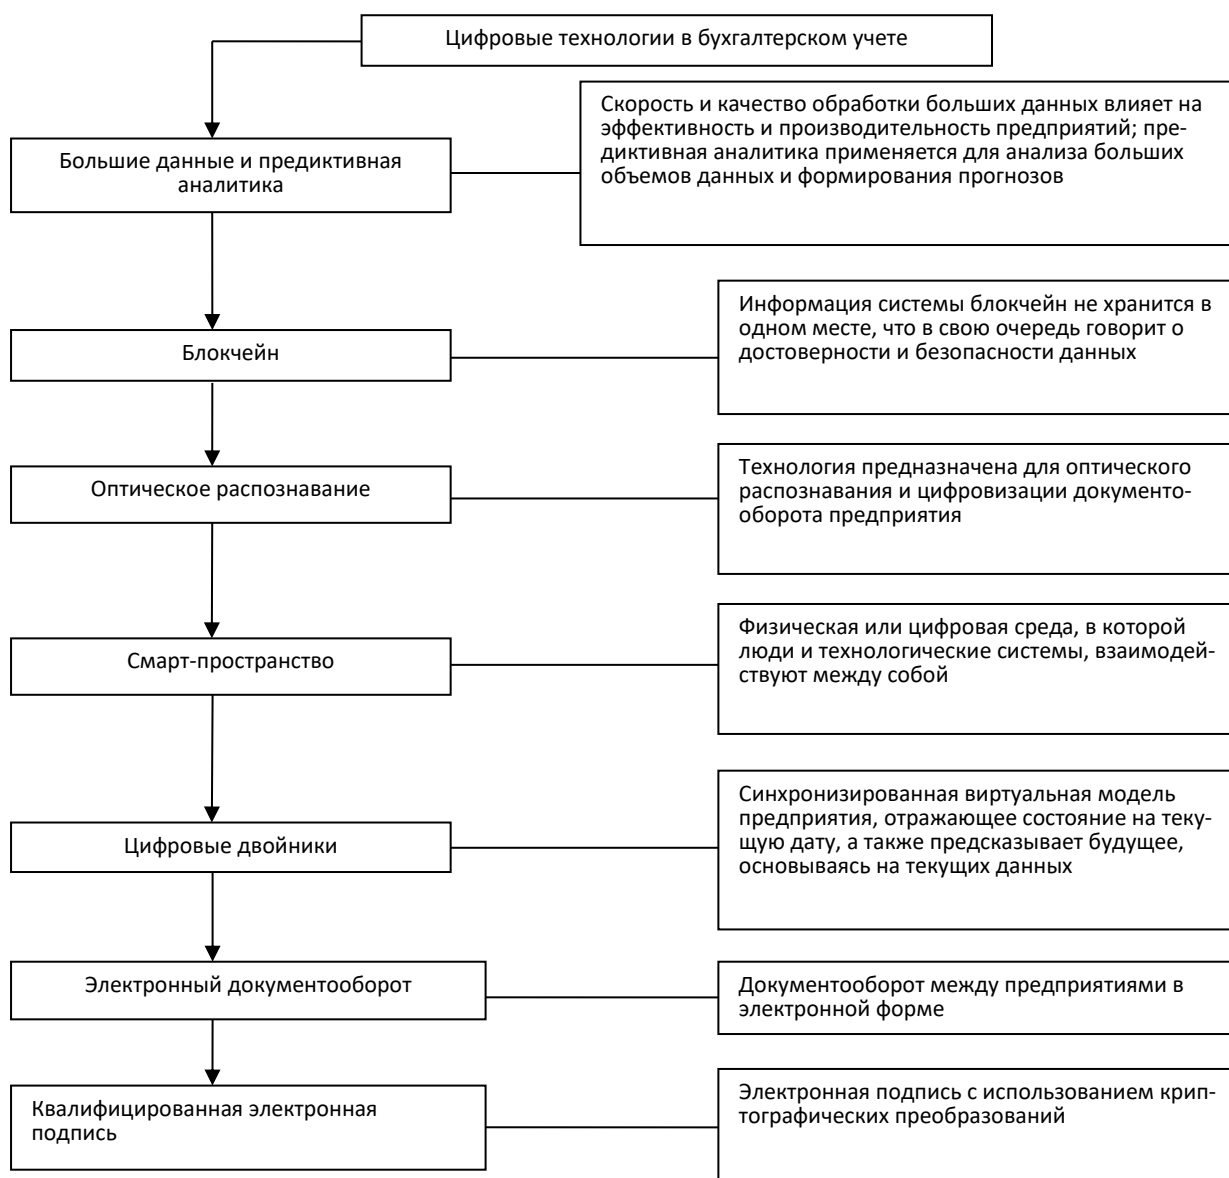 Цифровые технологии в бухгалтерском учете
Большие данные и предиктивная
аналитика
Скорость и качество обработки больших данных влияет на
эффективность и производительность предприятий; пре-
диктивная аналитика применяется для анализа больших
объемов данных и формирования прогнозов
Блокчейн
Информация системы блокчейн не хранится в
одном месте, что в свою очередь говорит о
достоверности и безопасности данных
Оптическое распознавание
Технология предназначена для оптического
распознавания и цифровизации документо-
оборота предприятия
Смарт-пространство
Физическая или цифровая среда, в которой
люди и технологические системы, взаимодей-
ствуют между собой
Цифровые двойники
Синхронизированная виртуальная модель
предприятия, отражающее состояние на теку-
щую дату, а также предсказывает будущее,
основываясь на текущих данных
Электронный документооборот
Документооборот между предприятиями в
электронной форме
Квалифицированная электронная
подпись
Электронная подпись с использованием крип-
тографических преобразований